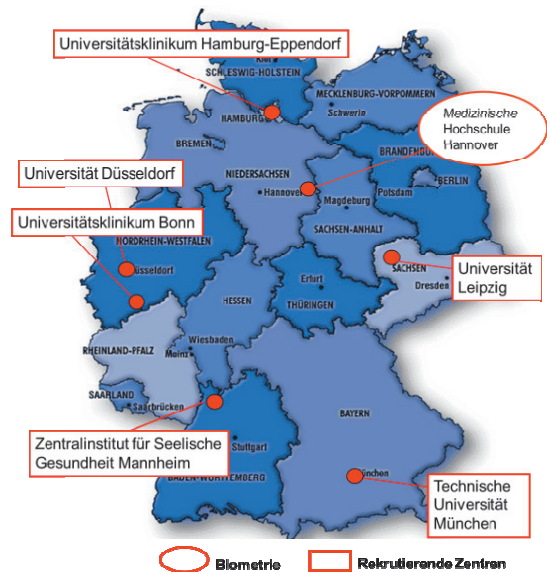 Universitätsklinikum Hamburg-Eppendorf
Kiel
SCHLESWIG-HOLSTEIN
MECKLENBURG-VORPOMMERN
Schwerin
HAMBURG
Medizinische
Hochschule
Hannover
BREMEN
BRANDENBURG
BERLIN
Universität Düsseldorf
NIEDERSACHSEN
Hannover
Potsdam
Magdeburg
Universitätsklinikum Bonn
SACHSEN-ANHALT
NORDRHEIN-WESTFALEN
Düsseldorf
SACHSEN
Universität
Leipzig
Dresden
Erfurt
THÜRINGEN
HESSEN
Wiesbaden
RHEINLAND-PFALZ
Mainz
SAARLAND
Saarbrücken
BAYERN
Zentralinstitut für Seelische
Gesundheit Mannheim
Stuttgart
BADEN-WÜRTTEMBERG
München
Technische
Universität
München
Biometrie
Rekrutierende Zentren